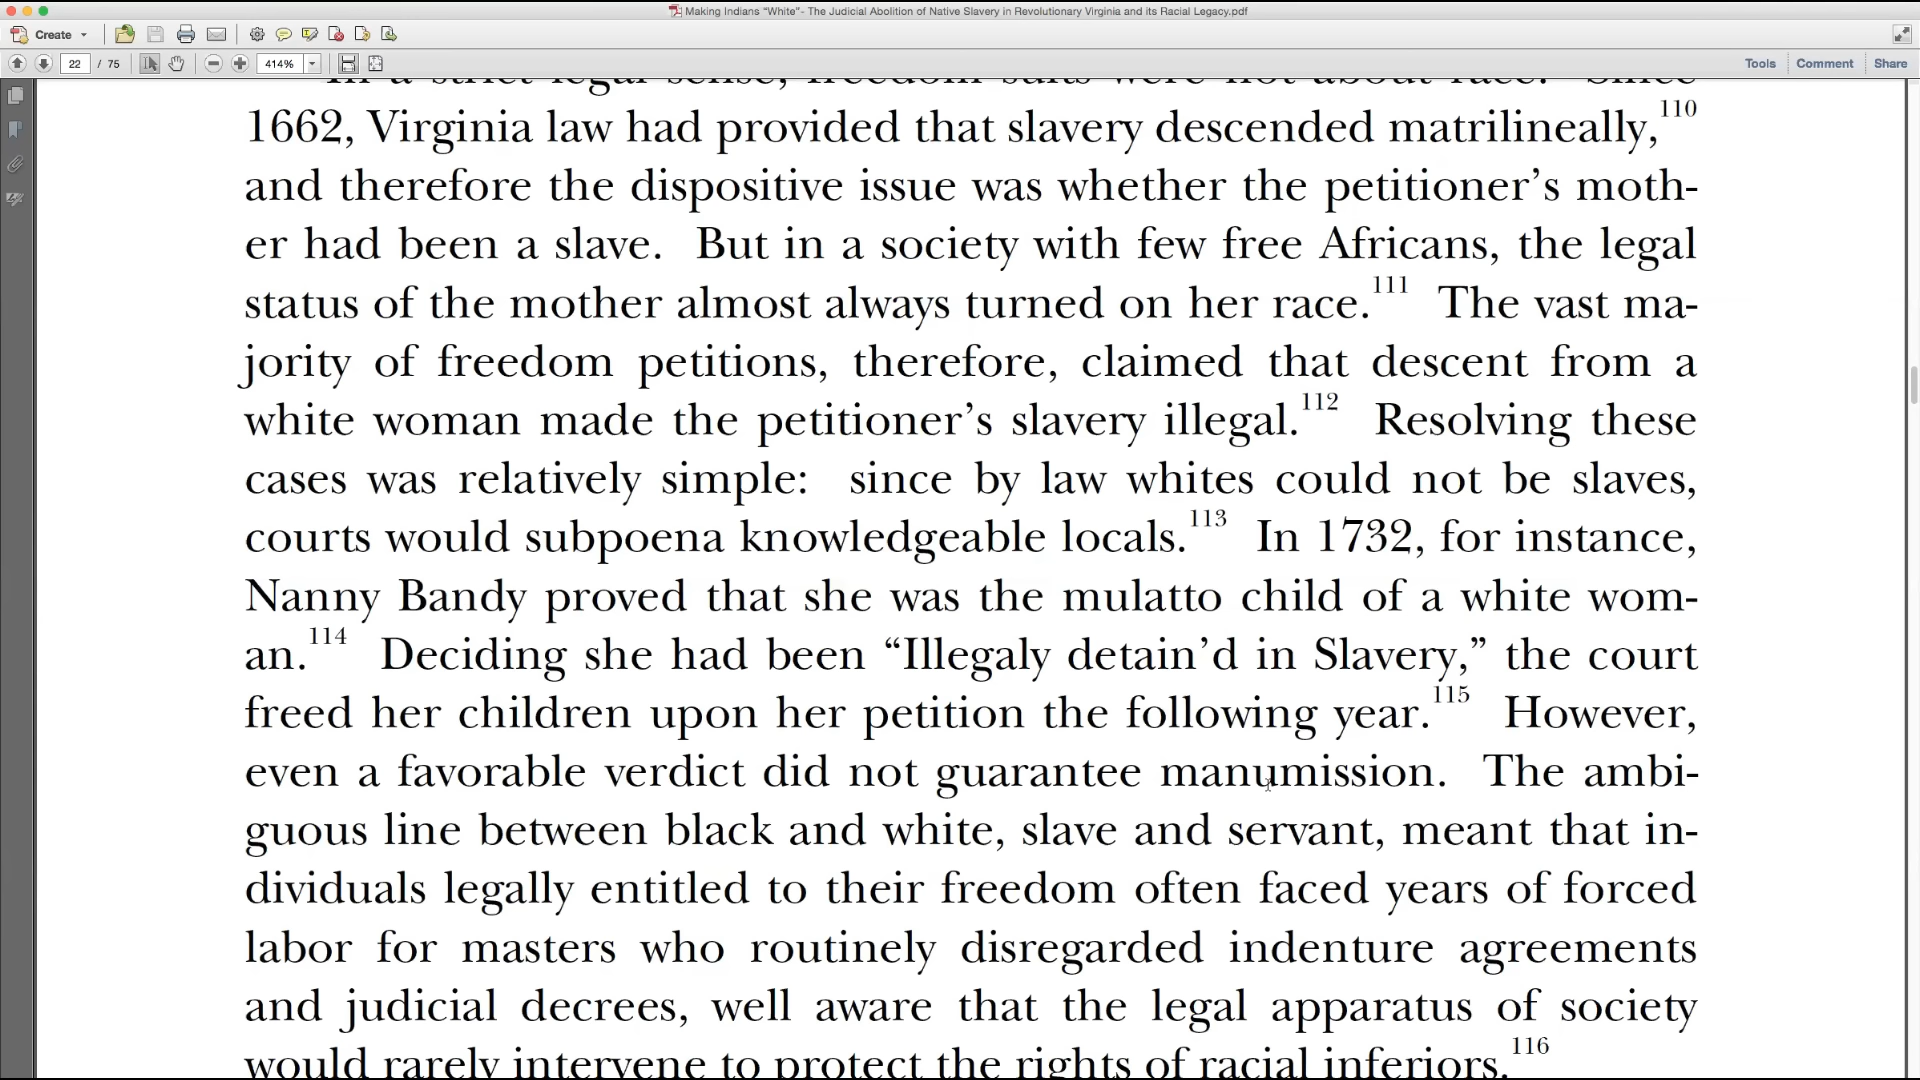 Making Indians “White”- The Judicial Abolition of Native Slavery in Revolutionary Virginia and its Racial Legacy.pdf
Create
22 / 75 414% Tools Comment Share
In a strict legal sense, freedom suits were not about race. Since
1662, Virginia law had provided that slavery descended matrilineally,110
and therefore the dispositive issue was whether the petitioner’s moth-
er had been a slave. But in a society with few free Africans, the legal
status of the mother almost always turned on her race.111 The vast ma-
jority of freedom petitions, therefore, claimed that descent from a
white woman made the petitioner’s slavery illegal.112 Resolving these
cases was relatively simple: since by law whites could not be slaves,
courts would subpoena knowledgeable locals.113 In 1732, for instance,
Nanny Bandy proved that she was the mulatto child of a white wom-
an.114 Deciding she had been “Illegaly detain’d in Slavery,” the court
freed her children upon her petition the following year.115 However,
even a favorable verdict did not guarantee manumission. The ambi-
guous line between black and white, slave and servant, meant that in-
dividuals legally entitled to their freedom often faced years of forced
labor for masters who routinely disregarded indenture agreements
and judicial decrees, well aware that the legal apparatus of society
would rarely intervene to protect the rights of racial inferiors.116